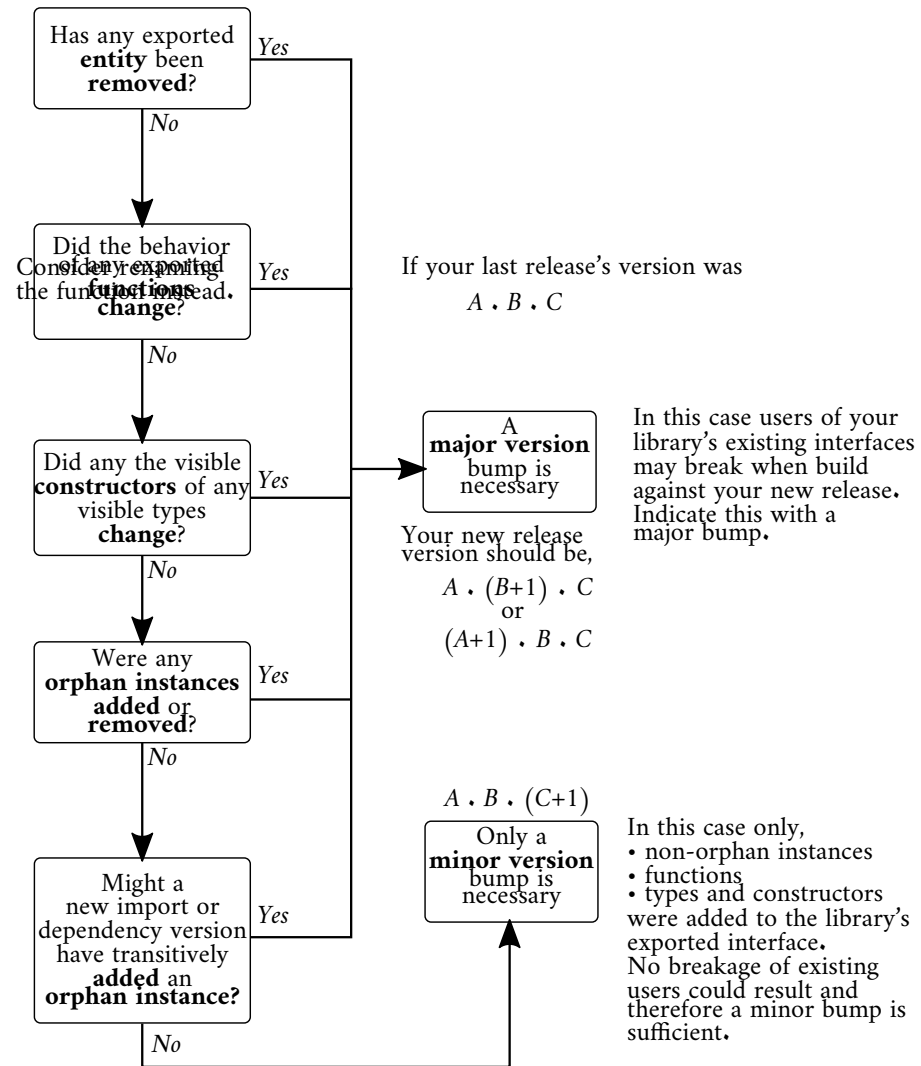 Has any exported
entity been
removed?
Yes
No
Did the behavior
of any exported
functions
change?
Consider renaming
the function instead.
Yes
No
If your last release's version was
A . B . C
Did any the visible
constructors of any
visible types
change?
Yes
No
A
major version
bump is
necessary
In this case users of your
library's existing interfaces
may break when build
against your new release.
Indicate this with a
major bump.
Your new release
version should be,
A . (B+1) . C
or
(A+1) . B . C
Were any
orphan instances
added or
removed?
Yes
No
A . B . (C+1)
Only a
minor version
bump is
necessary
In this case only,
• non-orphan instances
• functions
• types and constructors
were added to the library's
exported interface.
No breakage of existing
users could result and
therefore a minor bump is
sufficient.
Might a
new import or
dependency version
have transitively
added an
orphan instance?
Yes
No